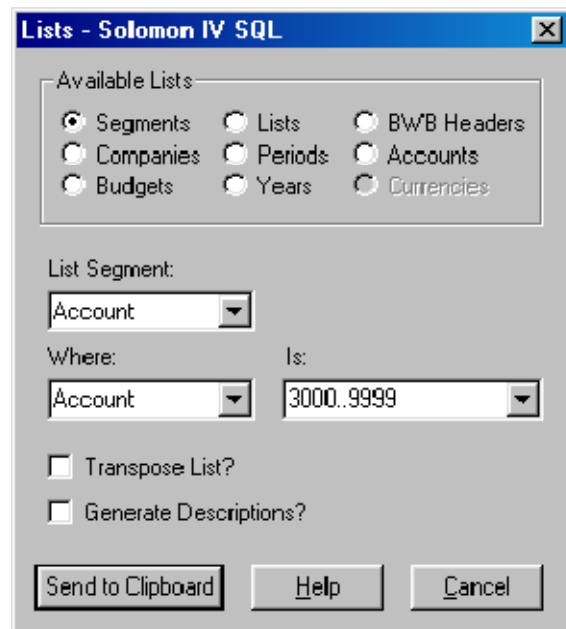 Lists - Solomon IV SQL
Available Lists
Segments Lists BWB Headers
Companies Periods Accounts
Budgets Years Currencies
List Segment:
Account
Where: Is:
Account 3000..9999
Transpose List?
Generate Descriptions?
Send to Clipboard Help Cancel